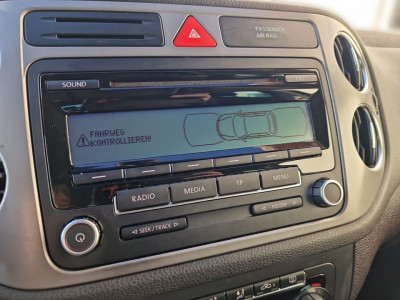 PASSENGER
AIR BAG
SOUND
FAHRWEG
KONTROLLIEREN!
RADIO
MEDIA
TP
MENU
SEEK / TRACK